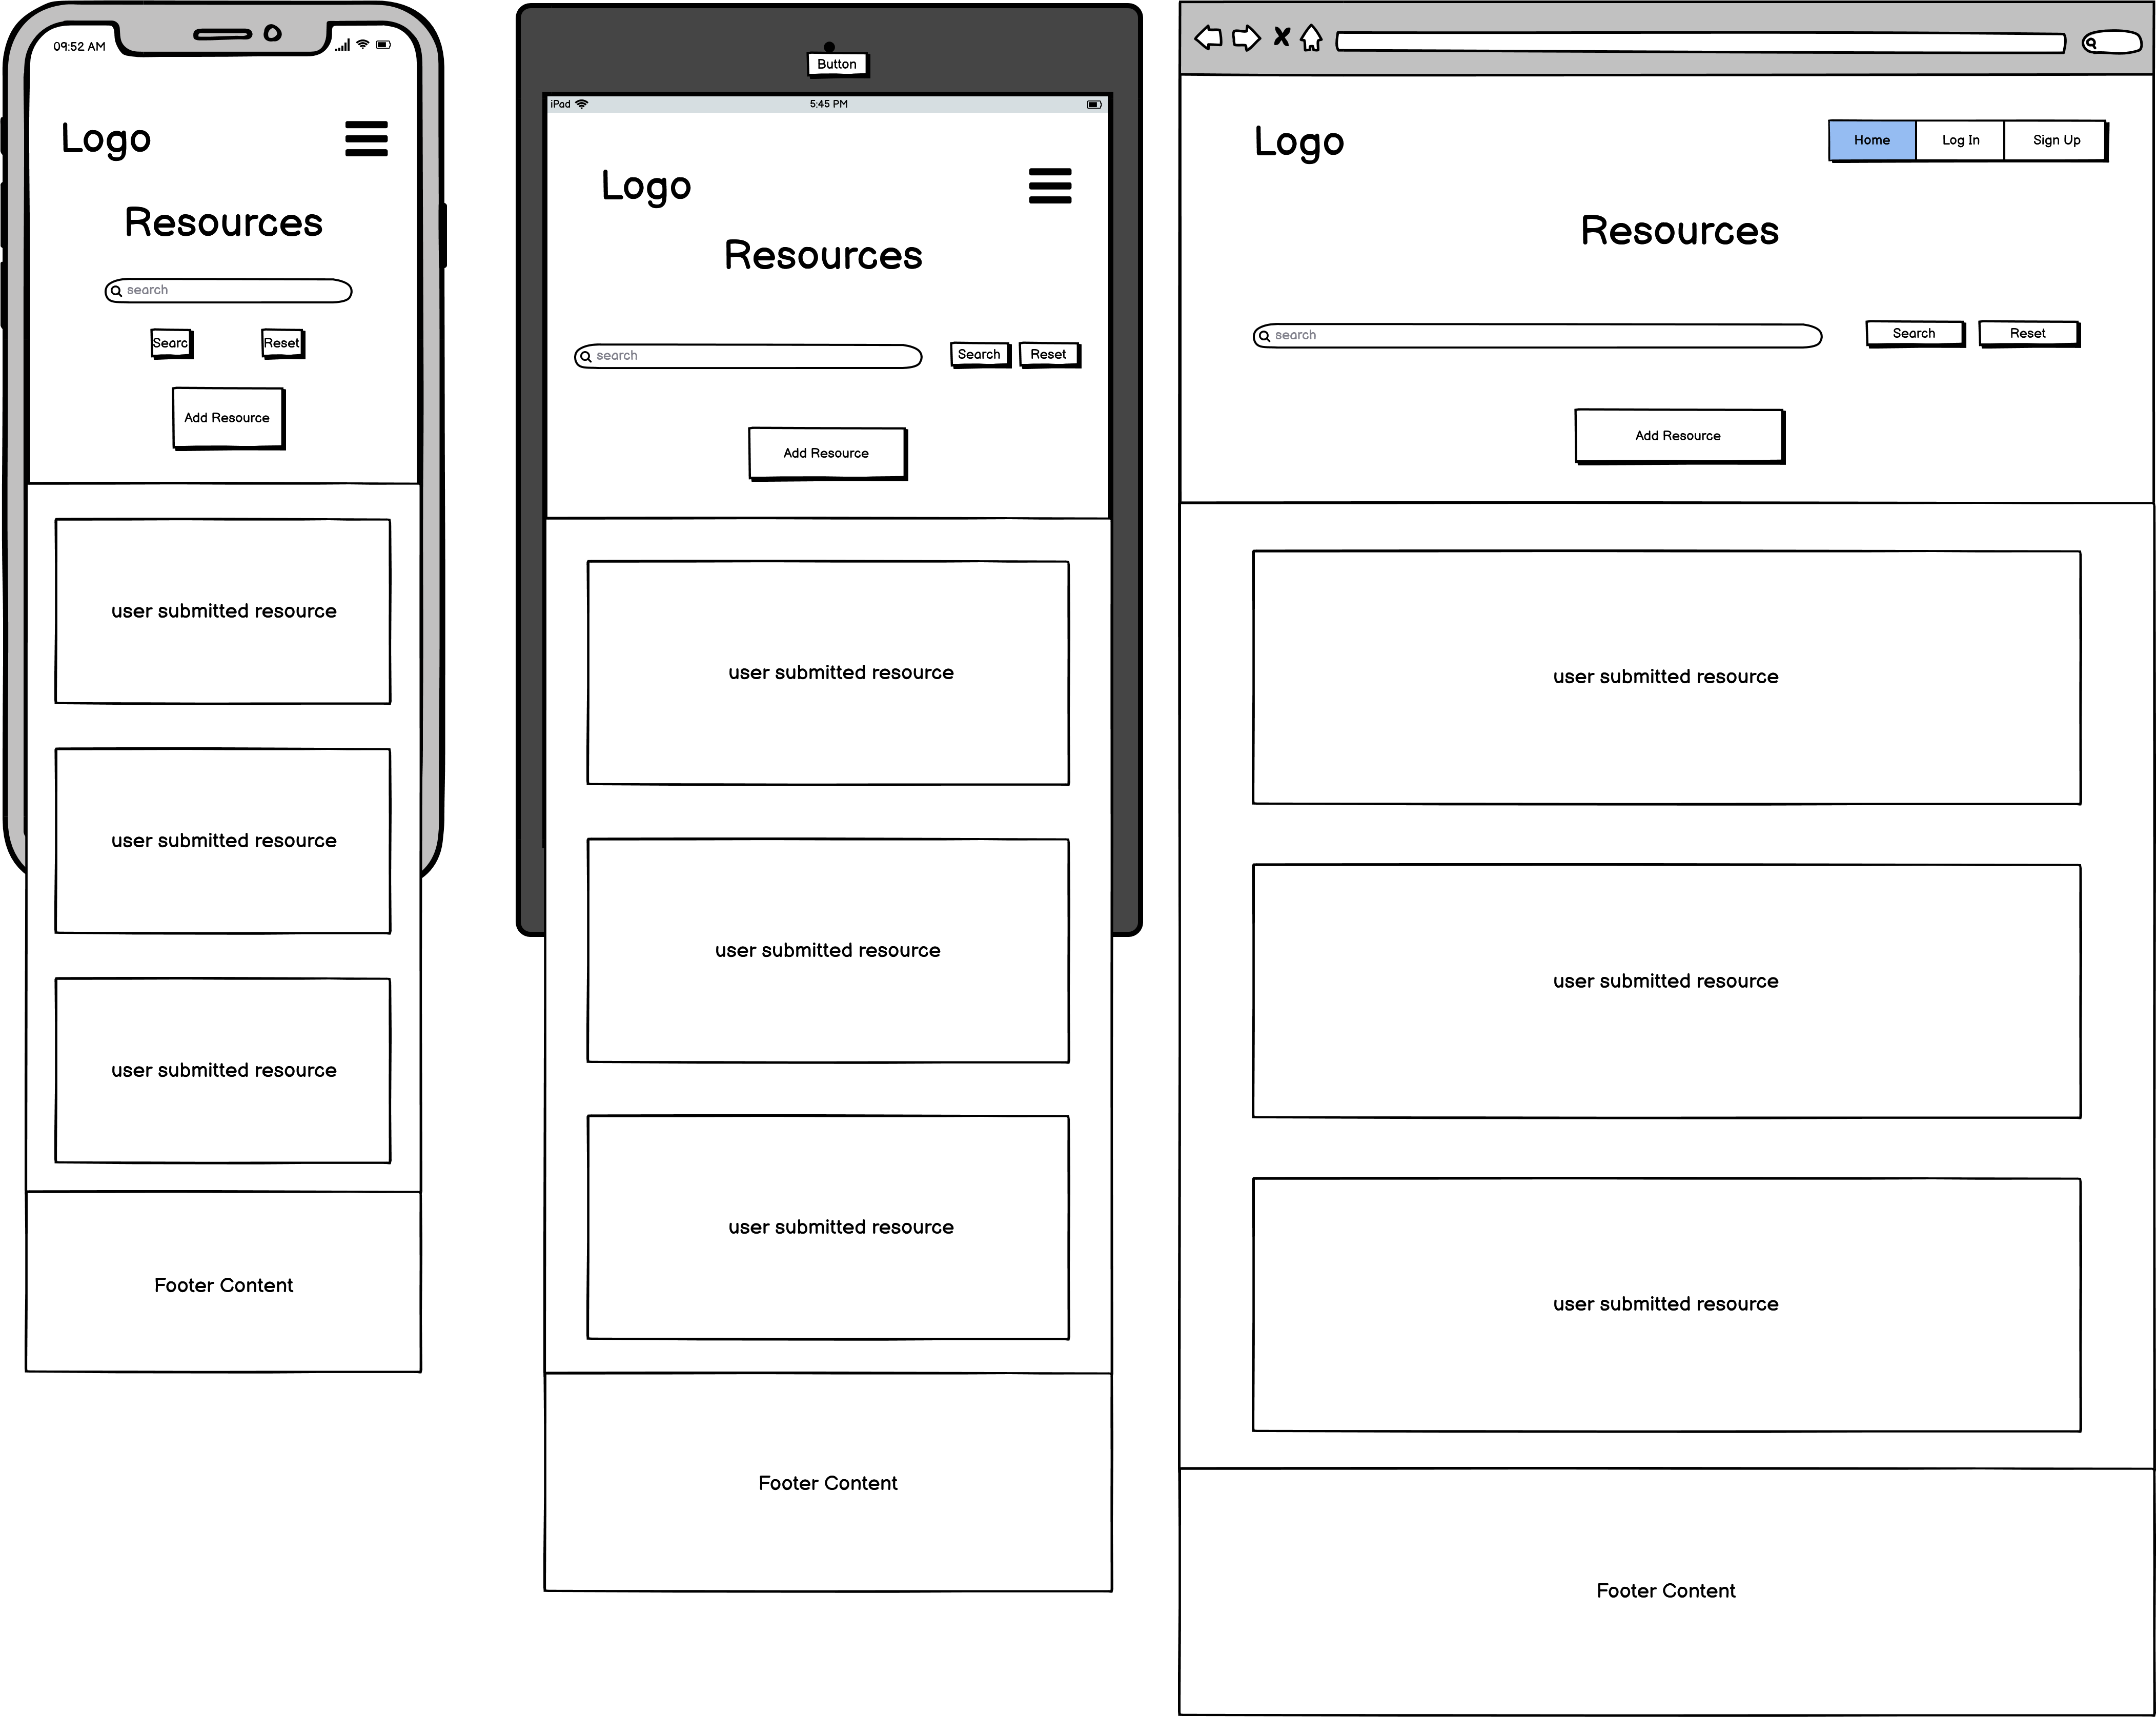 09:52 AM
Logo
Resources
search
Searc
Reset
Add Resource
user submitted resource
user submitted resource
user submitted resource
Footer Content
Button
iPad
5:45 PM
Logo
Resources
search
Search
Reset
Add Resource
user submitted resource
user submitted resource
user submitted resource
Footer Content
Logo
Home
Log In
Sign Up
Resources
search
Search
Reset
Add Resource
user submitted resource
user submitted resource
user submitted resource
Footer Content